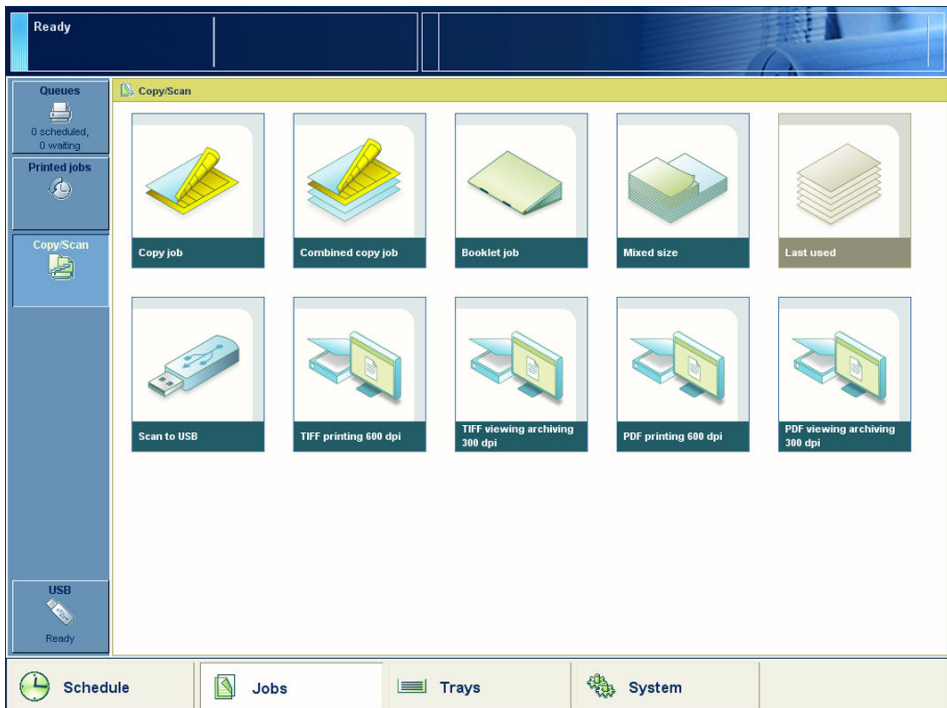 Ready
Queues
0 scheduled,
0 waiting
Printed jobs
Copy/Scan
USB
Ready
Copy/Scan
Copy job
Combined copy job
Booklet job
Mixed size
Last used
Scan to USB
TIFF printing 600 dpi
TIFF viewing archiving
300 dpi
PDF printing 600 dpi
PDF viewing archiving
300 dpi
Schedule
Jobs
Trays
System